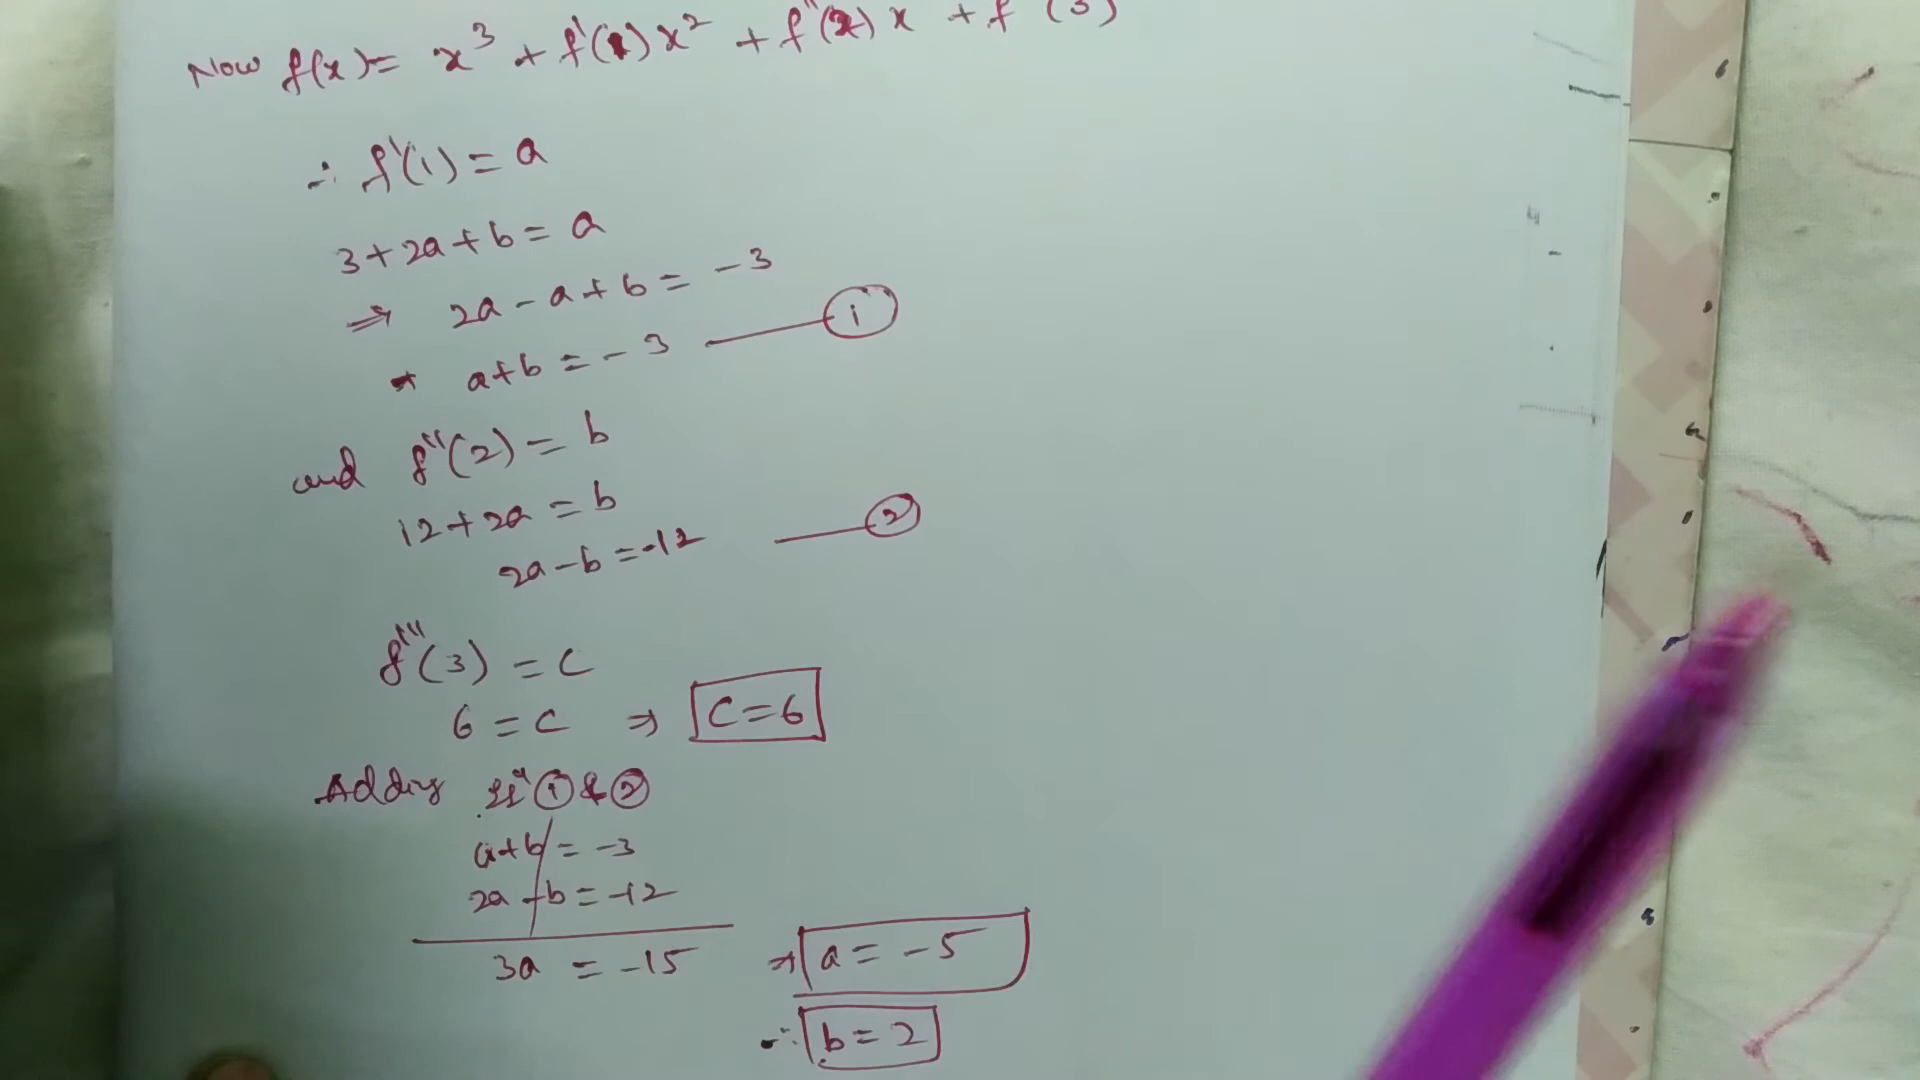 Now f(x) = x³ + f'(1)x² + f''(2)x + f (3)
∴ f'(1) = a
3+2a+b = a
⇒ 2a-a+b = -3
a+b = -3 —— ①
and f''(2) = b
12+2a = b
2a-b = -12 —— ②
f'''(3) = C
6 = C ⇒ C=6
Adding ①&②
a+b = -3
2a-b = -12
3a = -15 ⇒ a = -5
∴ b = 2